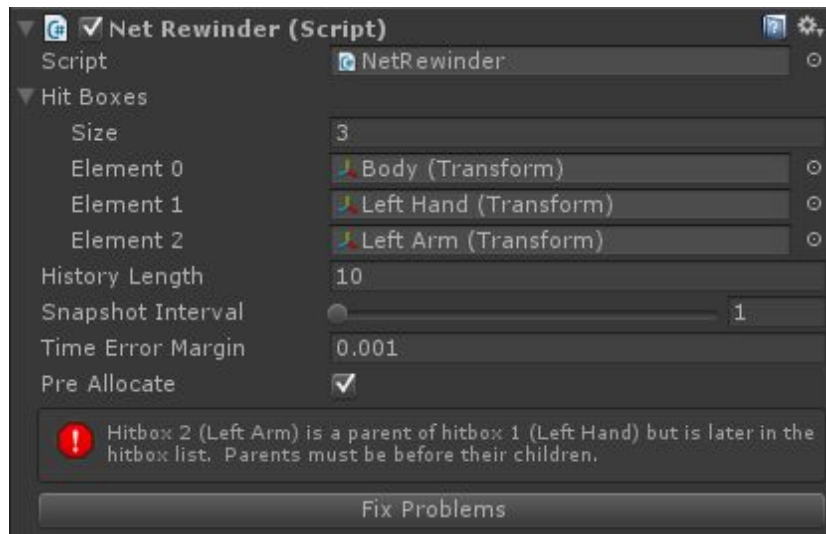 Net Rewinder (Script)
Script NetRewinder
Hit Boxes
Size 3
Element 0 Body (Transform)
Element 1 Left Hand (Transform)
Element 2 Left Arm (Transform)
History Length 10
Snapshot Interval 1
Time Error Margin 0.001
Pre Allocate
Hitbox 2 (Left Arm) is a parent of hitbox 1 (Left Hand) but is later in the
hitbox list. Parents must be before their children.
Fix Problems